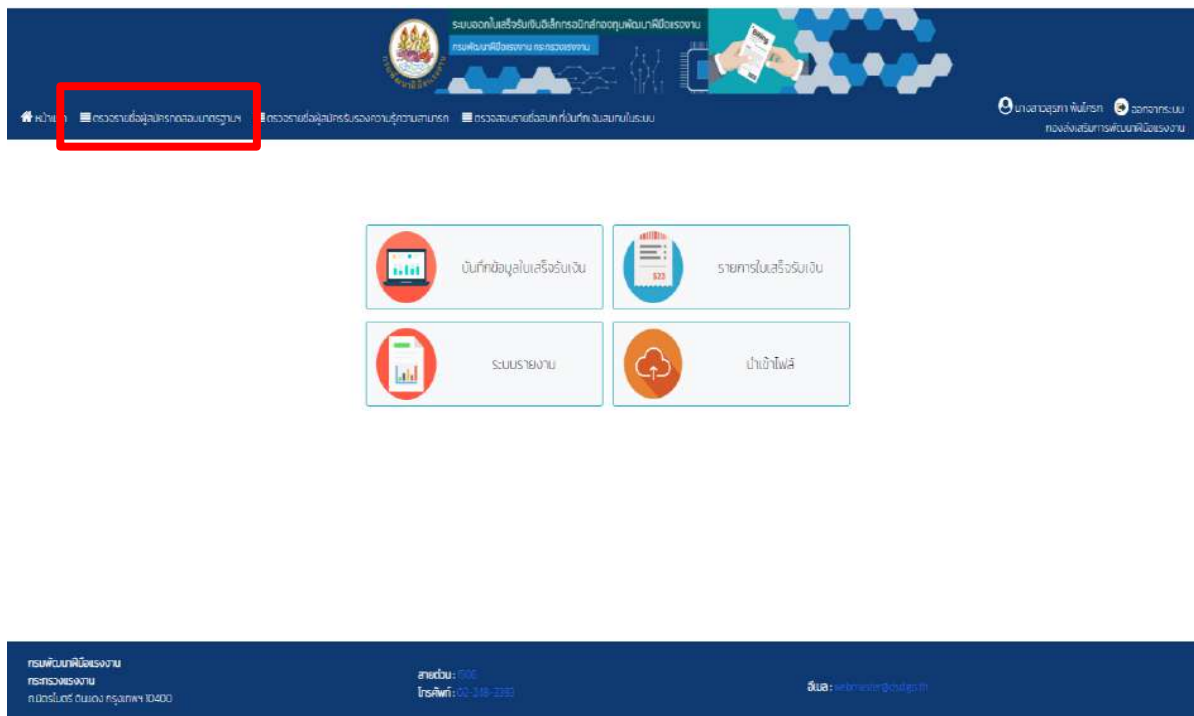 ระบบออกใบเสร็จรับเงินอิเล็กทรอนิกส์กองทุนพัฒนาฝีมือแรงงาน
กรมพัฒนาฝีมือแรงงาน กระทรวงแรงงาน
หน้าแรก ตรวจรายชื่อผู้สมัครทดสอบมาตรฐานฯ ตรวจรายชื่อผู้สมัครรับรองความรู้ความสามารถ ตรวจสอบรายชื่อสปก.ที่บันทึกเงินสมทบในระบบ
นางสาวสุรภา ออกจากระบบ
กองส่งเสริมการพัฒนาฝีมือแรงงาน
บันทึกข้อมูลใบเสร็จรับเงิน
รายการใบเสร็จรับเงิน
ระบบรายงาน
นำเข้าไฟล์
กรมพัฒนาฝีมือแรงงาน
กระทรวงแรงงาน
ถ.มิตรไมตรี ดินแดง กรุงเทพฯ 10400
สายด่วน :
โทรศัพท์ :
อีเมล :